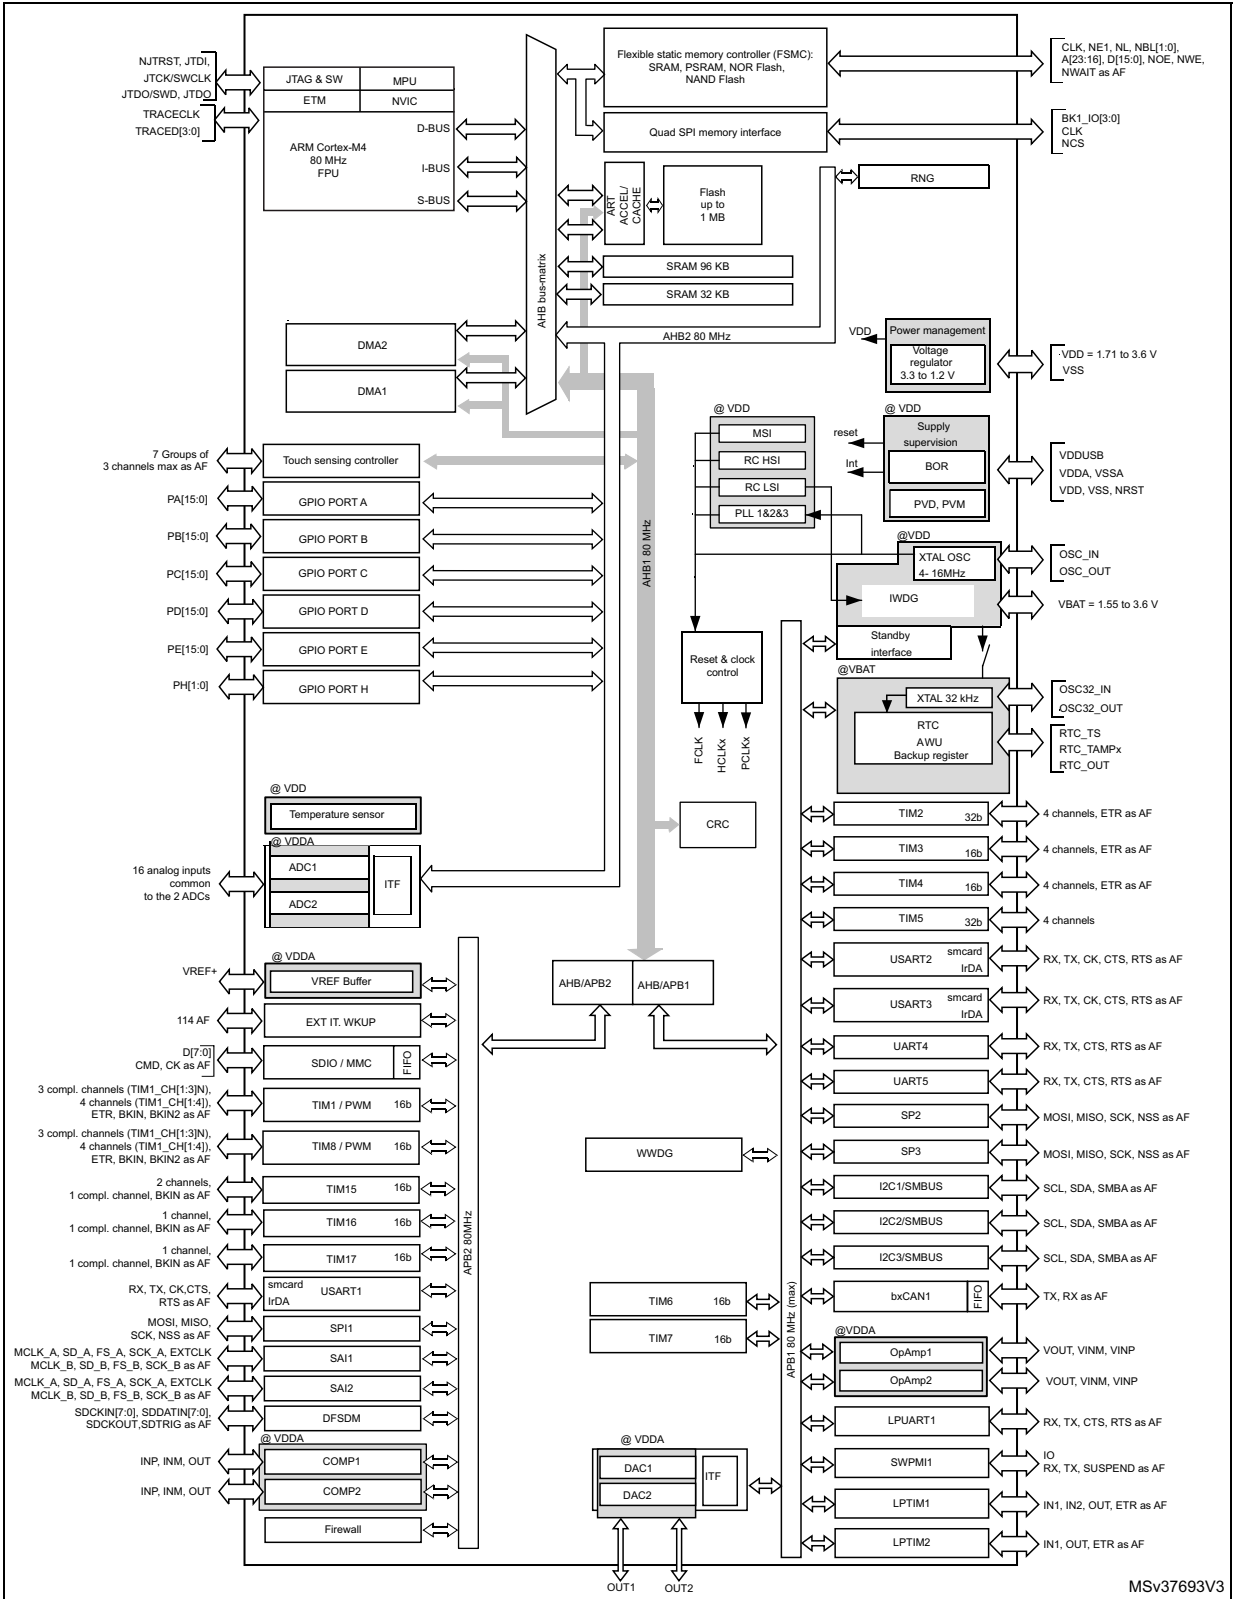 NJTRST, JTDI,
JTCK/SWCLK
JTDO/SWD, JTDO
TRACECLK
TRACED[3:0]
JTAG & SW
MPU
ETM
NVIC
ARM Cortex-M4
80 MHz
FPU
D-BUS
I-BUS
S-BUS
AHB bus-matrix
Flexible static memory controller (FSMC):
SRAM, PSRAM, NOR Flash,
NAND Flash
CLK, NE1, NL, NBL[1:0],
A[23:16], D[15:0], NOE, NWE,
NWAIT as AF
Quad SPI memory interface
BK1_IO[3:0]
CLK
NCS
ART
ACCEL/
CACHE
Flash
up to
1 MB
RNG
SRAM 96 KB
SRAM 32 KB
AHB2 80 MHz
DMA2
DMA1
VDD
Power management
Voltage
regulator
3.3 to 1.2 V
VDD = 1.71 to 3.6 V
VSS
@ VDD
MSI
RC HSI
RC LSI
PLL 1&2&3
@ VDD
reset
Int
Supply
supervision
BOR
PVD, PVM
VDDUSB
VDDA, VSSA
VDD, VSS, NRST
7 Groups of
3 channels max as AF
Touch sensing controller
PA[15:0]
GPIO PORT A
PB[15:0]
GPIO PORT B
PC[15:0]
GPIO PORT C
PD[15:0]
GPIO PORT D
PE[15:0]
GPIO PORT E
PH[1:0]
GPIO PORT H
AHB1 80 MHz
@VDD
XTAL OSC
4- 16MHz
IWDG
OSC_IN
OSC_OUT
VBAT = 1.55 to 3.6 V
Standby
interface
Reset & clock
control
FCLK
HCLKx
PCLKx
@VBAT
XTAL 32 kHz
RTC
AWU
Backup register
OSC32_IN
OSC32_OUT
RTC_TS
RTC_TAMPx
RTC_OUT
@ VDD
Temperature sensor
@ VDDA
16 analog inputs
common
to the 2 ADCs
ADC1
ADC2
ITF
CRC
TIM2
32b
4 channels, ETR as AF
TIM3
16b
4 channels, ETR as AF
TIM4
16b
4 channels, ETR as AF
TIM5
32b
4 channels
USART2
smcard
IrDA
RX, TX, CK, CTS, RTS as AF
USART3
smcard
IrDA
RX, TX, CK, CTS, RTS as AF
UART4
RX, TX, CTS, RTS as AF
UART5
RX, TX, CTS, RTS as AF
SP2
MOSI, MISO, SCK, NSS as AF
SP3
MOSI, MISO, SCK, NSS as AF
I2C1/SMBUS
SCL, SDA, SMBA as AF
I2C2/SMBUS
SCL, SDA, SMBA as AF
I2C3/SMBUS
SCL, SDA, SMBA as AF
bxCAN1
FIFO
TX, RX as AF
@VDDA
OpAmp1
VOUT, VINM, VINP
OpAmp2
VOUT, VINM, VINP
LPUART1
RX, TX, CTS, RTS as AF
SWPMI1
IO
RX, TX, SUSPEND as AF
LPTIM1
IN1, IN2, OUT, ETR as AF
LPTIM2
IN1, OUT, ETR as AF
APB1 80 MHz (max)
AHB/APB2
AHB/APB1
WWDG
TIM6
16b
TIM7
16b
@ VDDA
DAC1
DAC2
ITF
OUT1
OUT2
@ VDDA
VREF+
VREF Buffer
114 AF
EXT IT. WKUP
D[7:0]
CMD, CK as AF
SDIO / MMC
FIFO
3 compl. channels (TIM1_CH[1:3]N),
4 channels (TIM1_CH[1:4]),
ETR, BKIN, BKIN2 as AF
TIM1 / PWM
16b
3 compl. channels (TIM1_CH[1:3]N),
4 channels (TIM1_CH[1:4]),
ETR, BKIN, BKIN2 as AF
TIM8 / PWM
16b
2 channels,
1 compl. channel, BKIN as AF
TIM15
16b
1 channel,
1 compl. channel, BKIN as AF
TIM16
16b
1 channel,
1 compl. channel, BKIN as AF
TIM17
16b
RX, TX, CK,CTS,
RTS as AF
smcard
IrDA
USART1
MOSI, MISO,
SCK, NSS as AF
SPI1
MCLK_A, SD_A, FS_A, SCK_A, EXTCLK
MCLK_B, SD_B, FS_B, SCK_B as AF
SAI1
MCLK_A, SD_A, FS_A, SCK_A, EXTCLK
MCLK_B, SD_B, FS_B, SCK_B as AF
SAI2
SDCKIN[7:0], SDDATIN[7:0],
SDCKOUT,SDTRIG as AF
DFSDM
@ VDDA
INP, INM, OUT
COMP1
INP, INM, OUT
COMP2
Firewall
APB2 80MHz
MSv37693V3